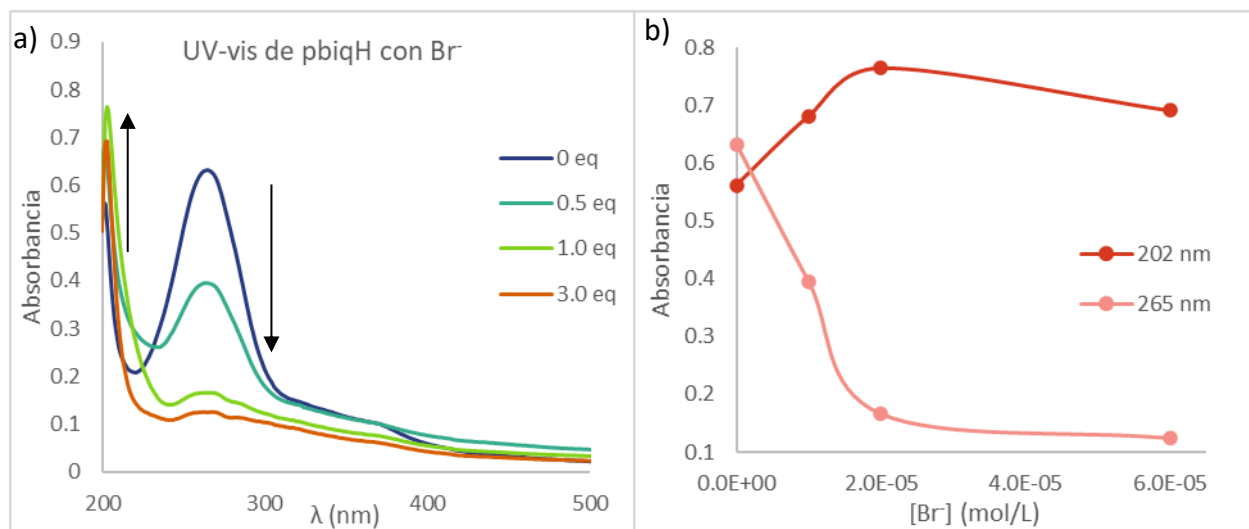 a)
UV-vis de pbiqH con Br⁻
Absorbancia
0.9
0.8
0.7
0.6
0.5
0.4
0.3
0.2
0.1
0
200
300
400
500
λ (nm)
0 eq
0.5 eq
1.0 eq
3.0 eq
b)
Absorbancia
0.8
0.7
0.6
0.5
0.4
0.3
0.2
0.1
0.0E+00
2.0E-05
4.0E-05
6.0E-05
[Br⁻] (mol/L)
202 nm
265 nm